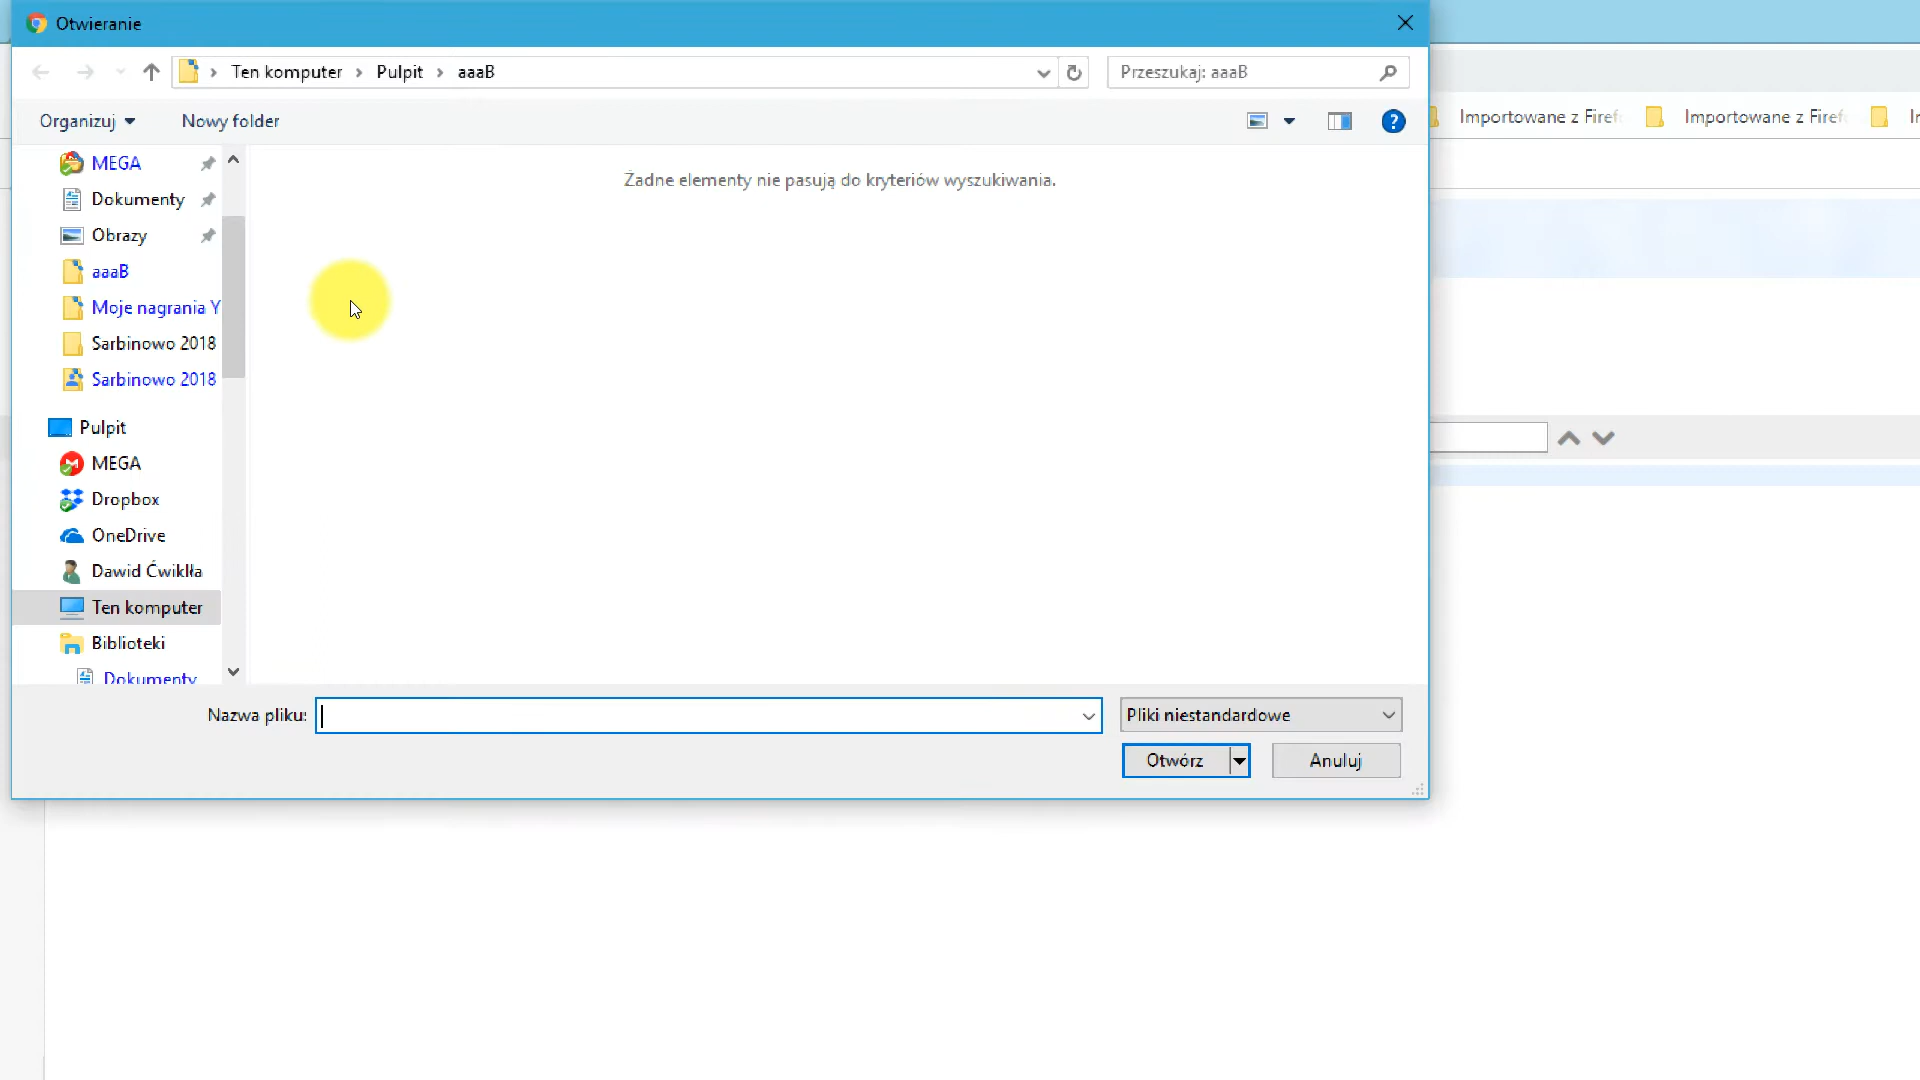 Otwieranie
Ten komputer > Pulpit > aaaB
Przeszukaj: aaaB
Organizuj
Nowy folder
?
Importowane z Firef
Importowane z Firef
MEGA
Dokumenty
Obrazy
aaaB
Moje nagrania Y
Sarbinowo 2018
Sarbinowo 2018
Pulpit
MEGA
Dropbox
OneDrive
Dawid Ćwikłła
Ten komputer
Biblioteki
Dokumenty
Żadne elementy nie pasują do kryteriów wyszukiwania.
Nazwa pliku:
Pliki niestandardowe
Otwórz
Anuluj